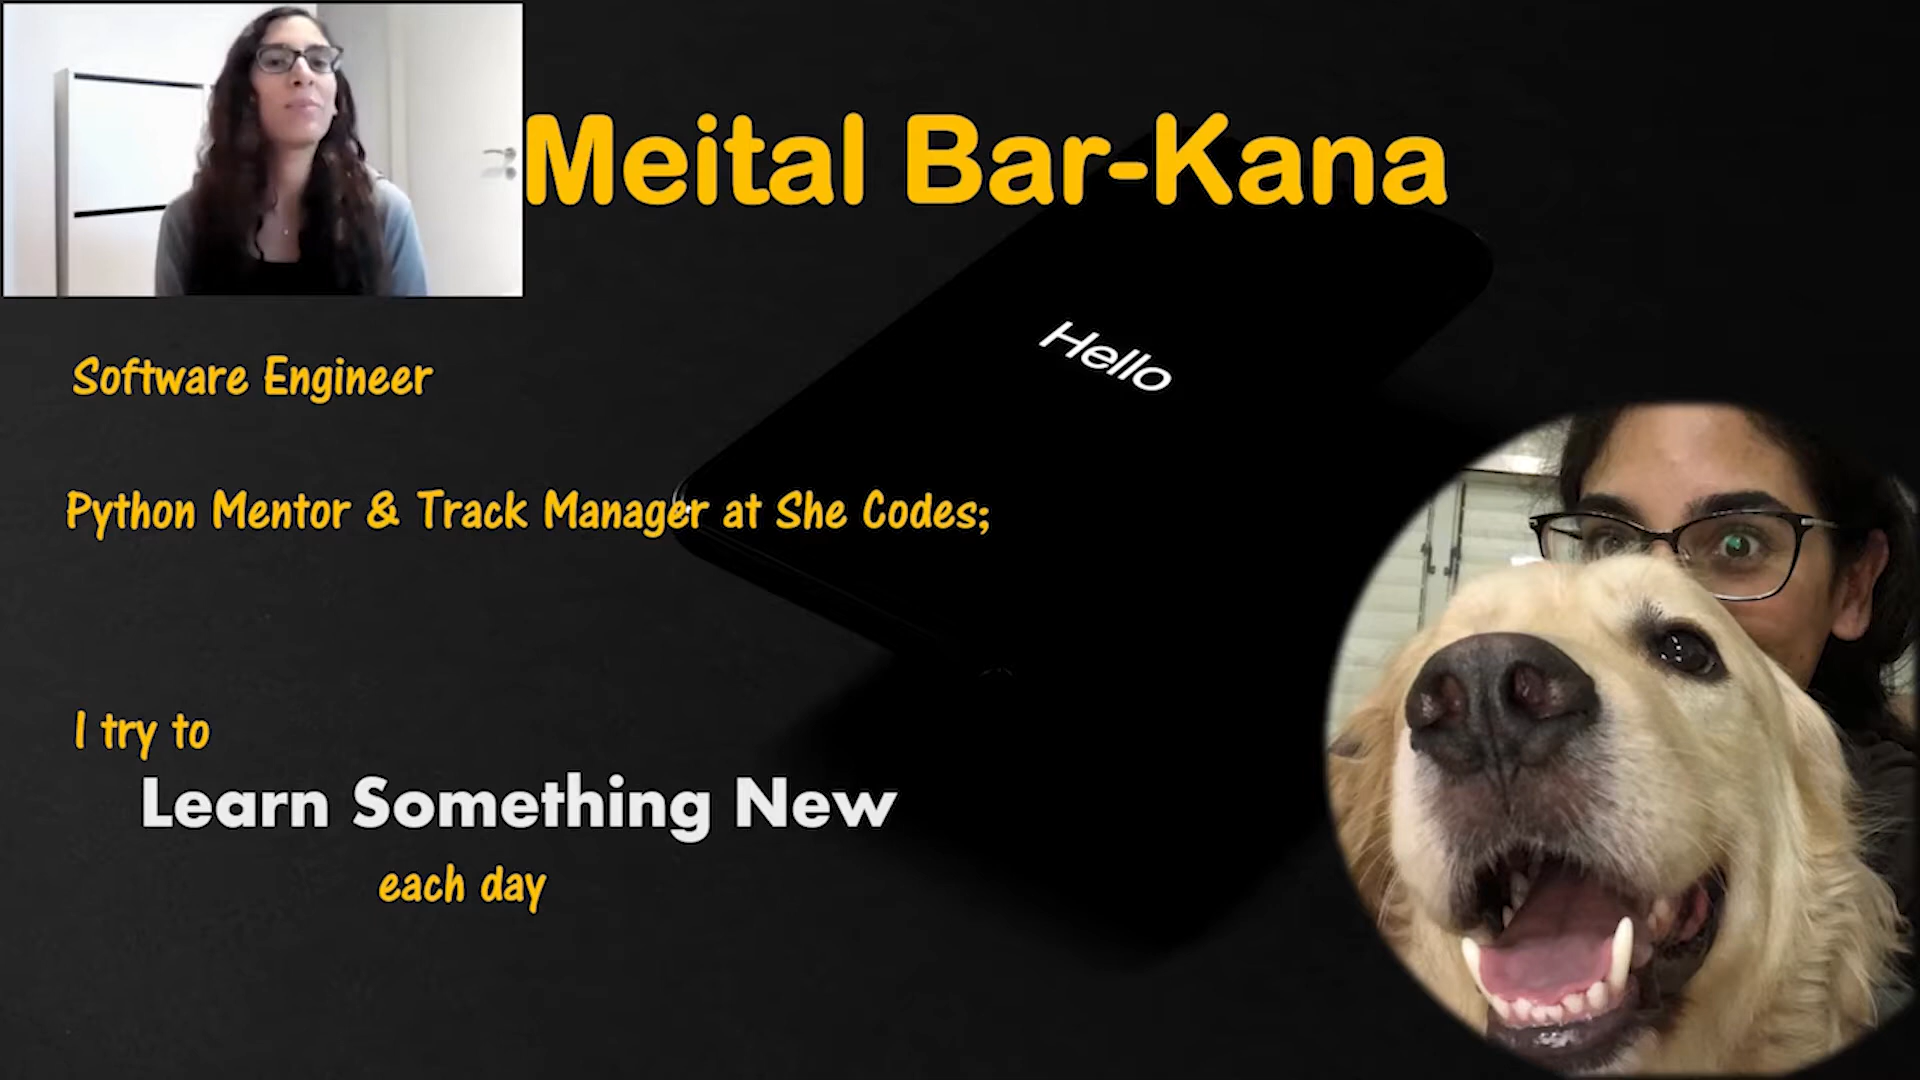 Meital Bar-Kana
Hello
Software Engineer
Python Mentor & Track Manager at She Codes;
I try to
Learn Something New
each day